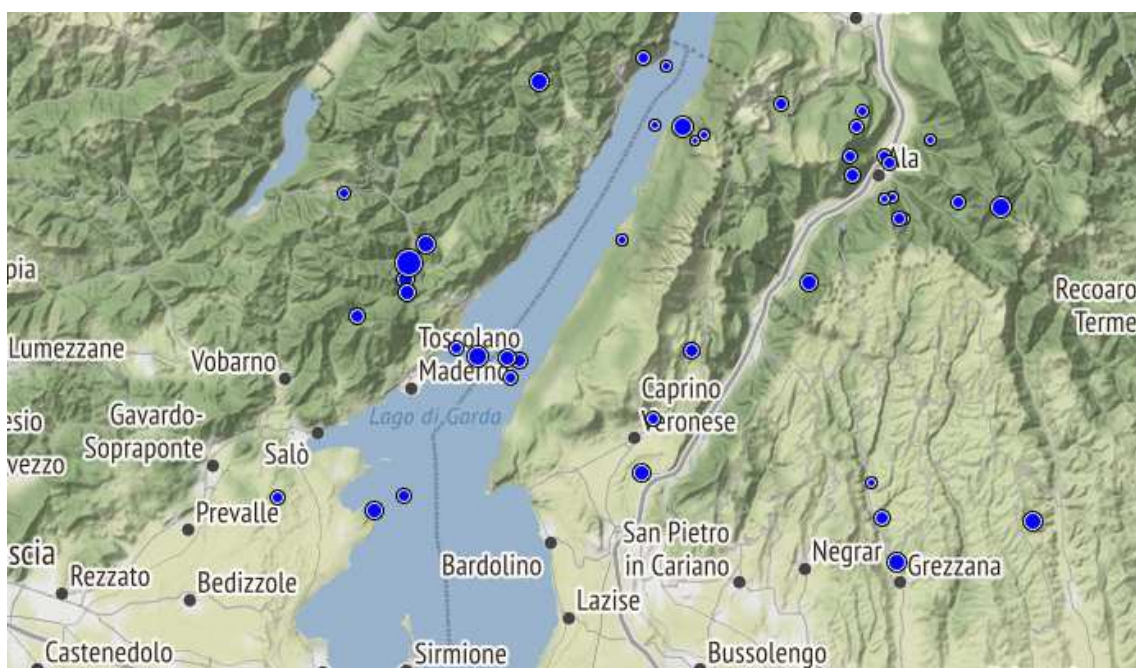 Ala
pia
Recoaro
Terme
Lumezzane
Toscolano
Maderno
Vobarno
Caprino
Veronese
Lago di Garda
esio
Gavardo-
Sopraponte
vezzo
Salò
Prevalle
San Pietro
in Cariano
Negrar
Grezzana
scia
Rezzato
Bedizzole
Bardolino
Lazise
Castenedolo
Sirmione
Bussolengo